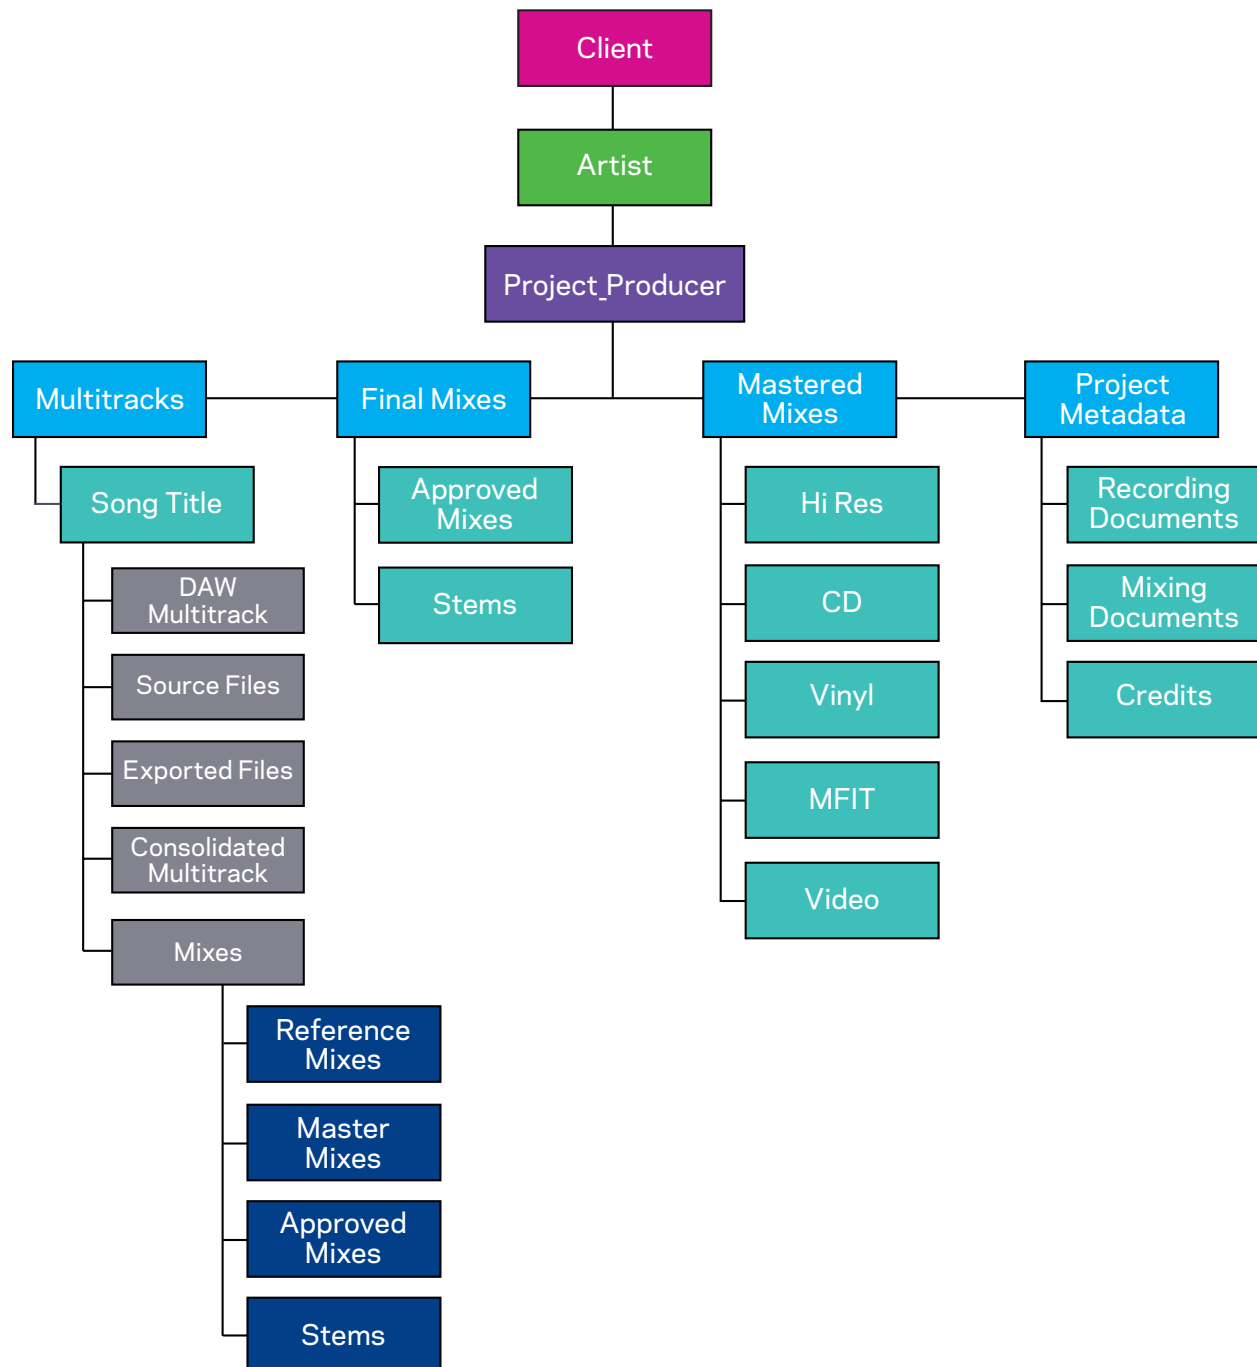 Client
Artist
Project_Producer
Multitracks
Final Mixes
Mastered
Mixes
Project
Metadata
Song Title
DAW
Multitrack
Source Files
Exported Files
Consolidated
Multitrack
Mixes
Reference
Mixes
Master
Mixes
Approved
Mixes
Stems
Approved
Mixes
Stems
Hi Res
CD
Vinyl
MFIT
Video
Recording
Documents
Mixing
Documents
Credits